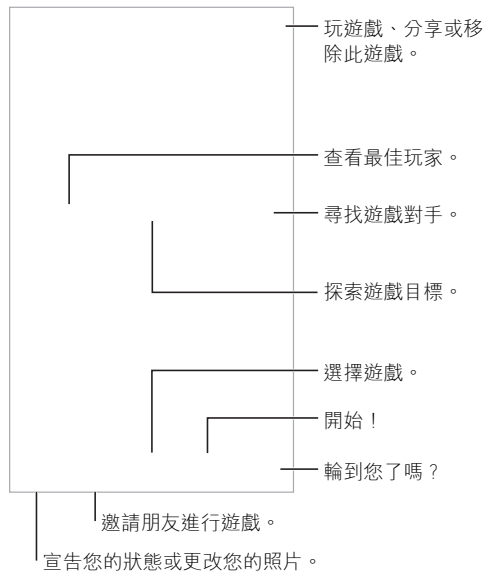 玩遊戲、分享或移
除此遊戲。
查看最佳玩家。
尋找遊戲對手。
探索遊戲目標。
選擇遊戲。
開始！
輪到您了嗎？
邀請朋友進行遊戲。
宣告您的狀態或更改您的照片。